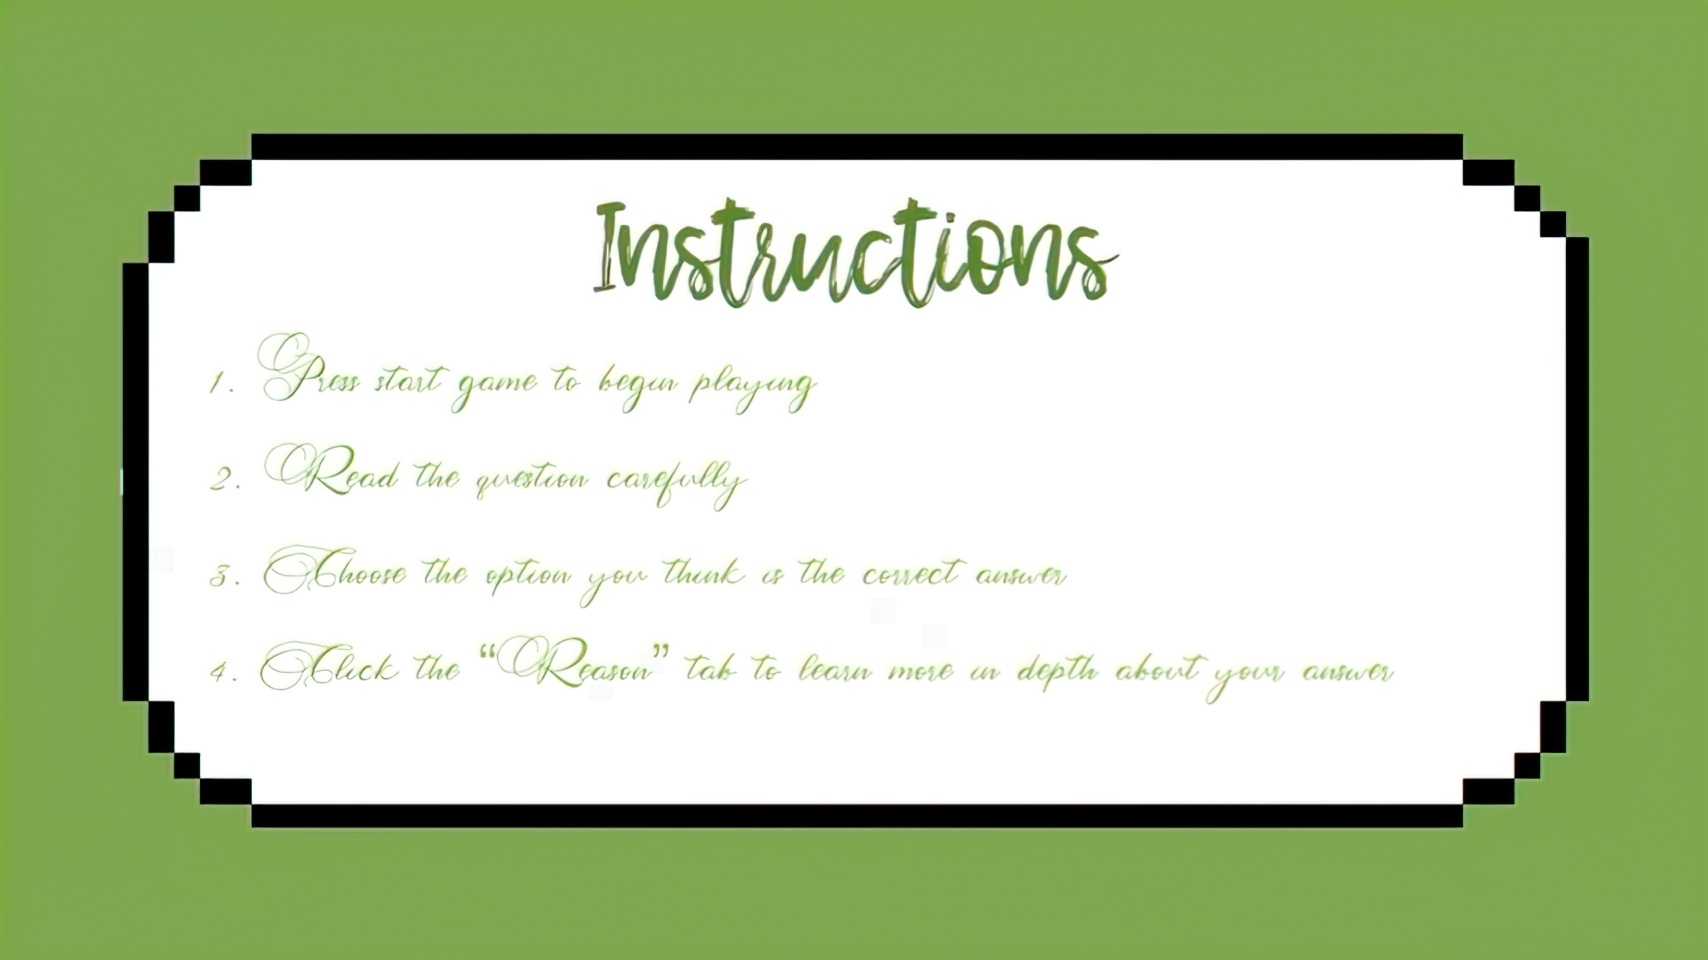 Instructions
1. Press start game to begin playing
2. Read the question carefully
3. Choose the option you think is the correct answer
4. Click the “Reason” tab to learn more in depth about your answer